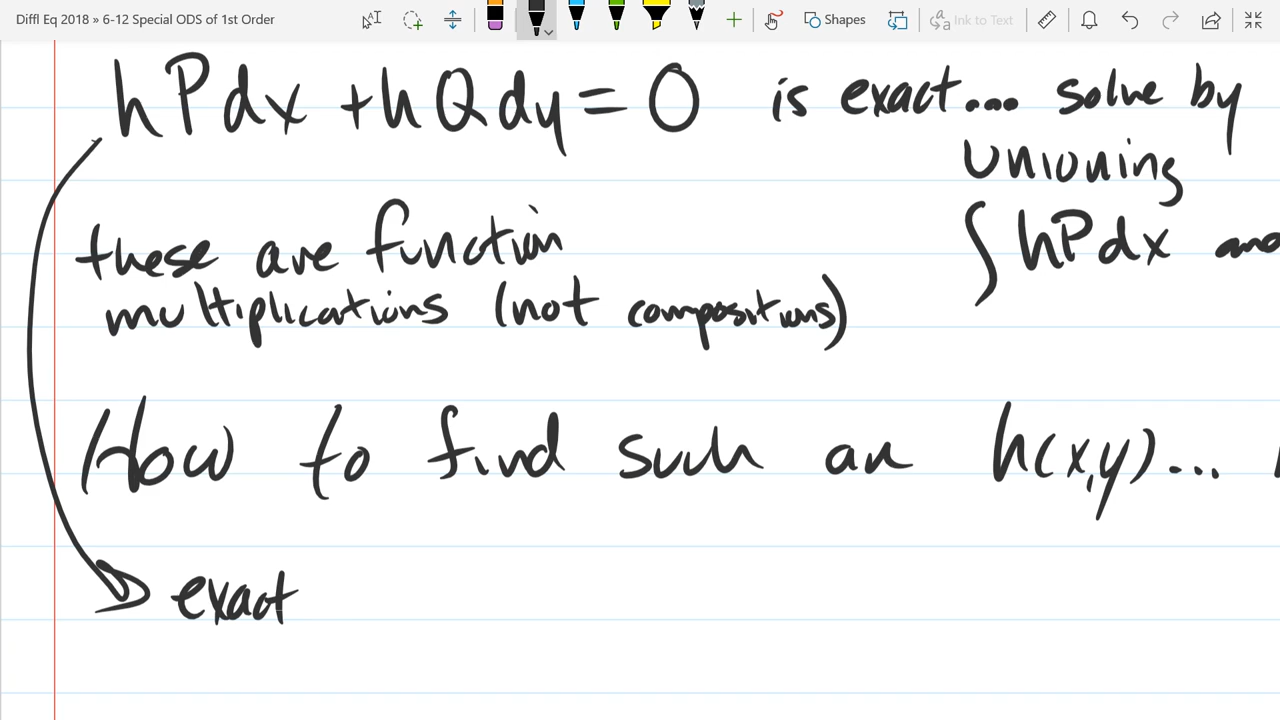 Diffl Eq 2018 » 6-12 Special ODS of 1st Order
Shapes
Ink to Text
hPdx + hQdy = 0 is exact... solve by
unioning
∫hPdx and
these are function
multiplications (not compositions)
How to find such an h(x,y)...
exact